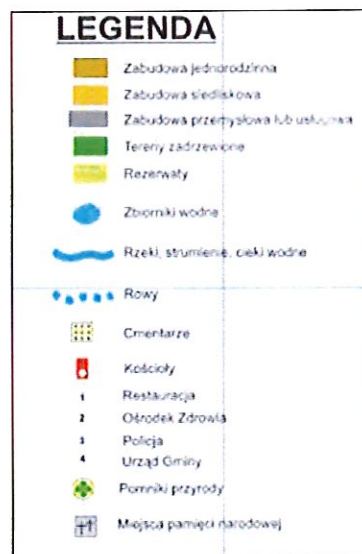 LEGENDA
Zabudowa jednorodzinna
Zabudowa siedliskowa
Zabudowa przemysłowa lub usługowa
Tereny zadrzewione
Rezerwaty
Zbiorniki wodne
Rzeki, strumienie, cieki wodne
Rowy
Cmentarze
Kościoły
1 Restauracja
2 Ośrodek Zdrowia
3 Policja
4 Urząd Gminy
Pomniki przyrody
Miejsca pamięci narodowej